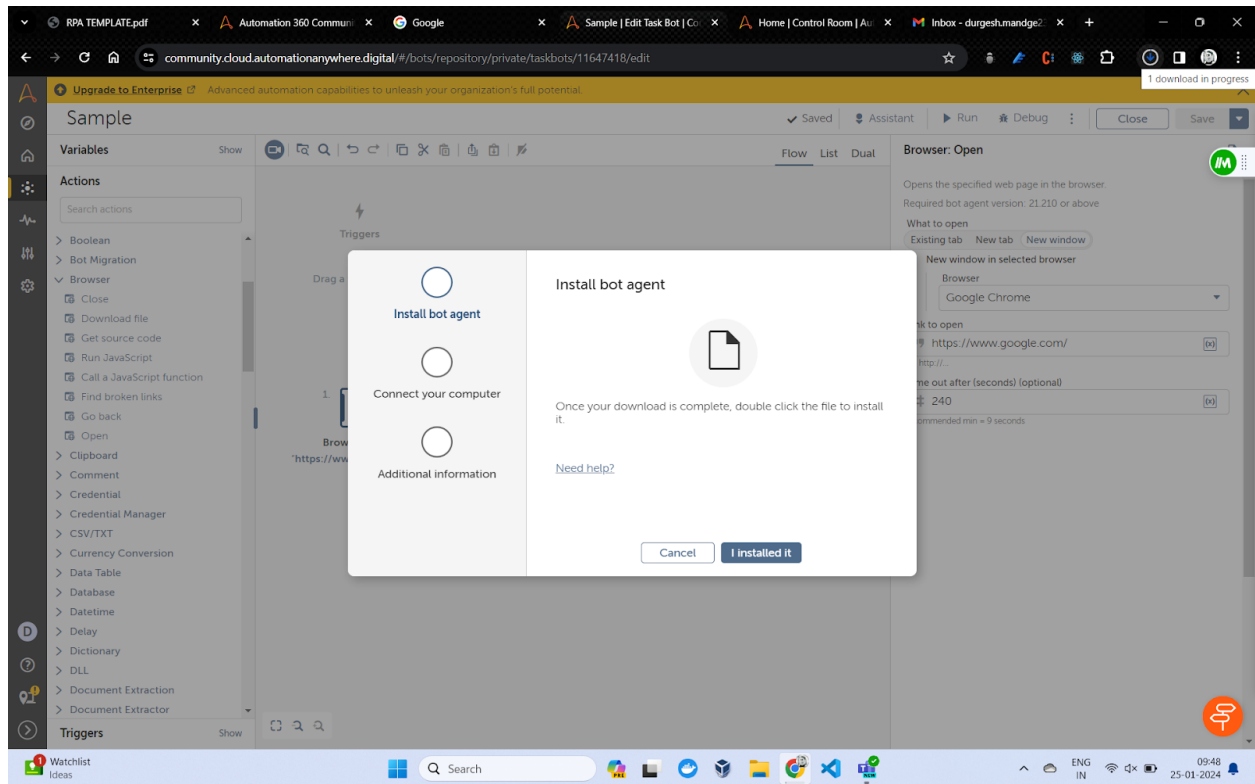 RPA TEMPLATE.pdf
Automation 360 Communi
Google
Sample | Edit Task Bot | Co
Home | Control Room | Au
Inbox - durgesh.mandge2
community.cloud.automationanywhere.digital/#/bots/repository/private/taskbots/11647418/edit
1 download in progress
Upgrade to Enterprise Advanced automation capabilities to unleash your organization's full potential.
Sample
Saved
Assistant
Run
Debug
Close
Save
Variables
Show
Flow
List
Dual
Browser: Open
Actions
Search actions
Boolean
Bot Migration
Browser
Close
Download file
Get source code
Run JavaScript
Call a JavaScript function
Find broken links
Go back
Open
Clipboard
Comment
Credential
Credential Manager
CSV/TXT
Currency Conversion
Data Table
Database
Datetime
Delay
Dictionary
DLL
Document Extraction
Document Extractor
Triggers
Show
Triggers
Drag a
1.
Brow
"https://ww
Install bot agent
Connect your computer
Additional information
Install bot agent
Once your download is complete, double click the file to install
it.
Need help?
Cancel
I installed it
Opens the specified web page in the browser.
Required bot agent version: 21.210 or above
What to open
Existing tab
New tab
New window
New window in selected browser
Browser
Google Chrome
nk to open
https://www.google.com/
(x)
http://...
me out after (seconds) (optional)
240
(x)
ommended min = 9 seconds
D
1
Watchlist
Ideas
Search
ENG
IN
09:48
25-01-2024